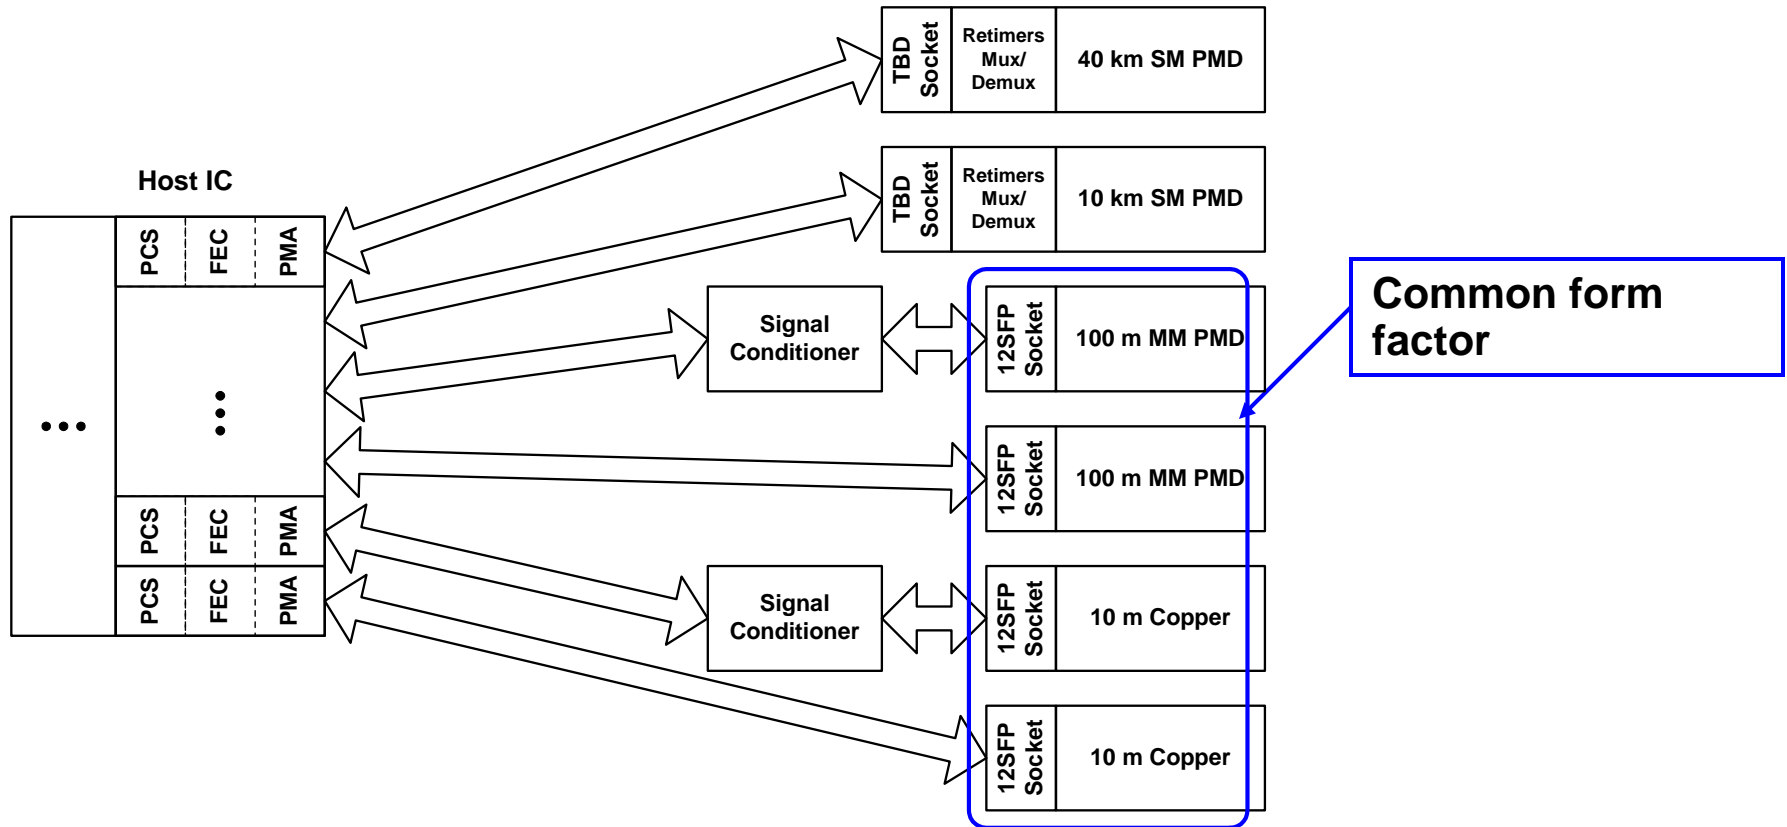 TBD
Socket
Retimers
Mux/
Demux
40 km SM PMD
TBD
Socket
Retimers
Mux/
Demux
10 km SM PMD
Host IC
PCS
FEC
PMA
Common form
factor
Signal
Conditioner
12SFP
Socket
100 m MM PMD
12SFP
Socket
100 m MM PMD
PCS
FEC
PMA
PCS
FEC
PMA
Signal
Conditioner
12SFP
Socket
10 m Copper
12SFP
Socket
10 m Copper